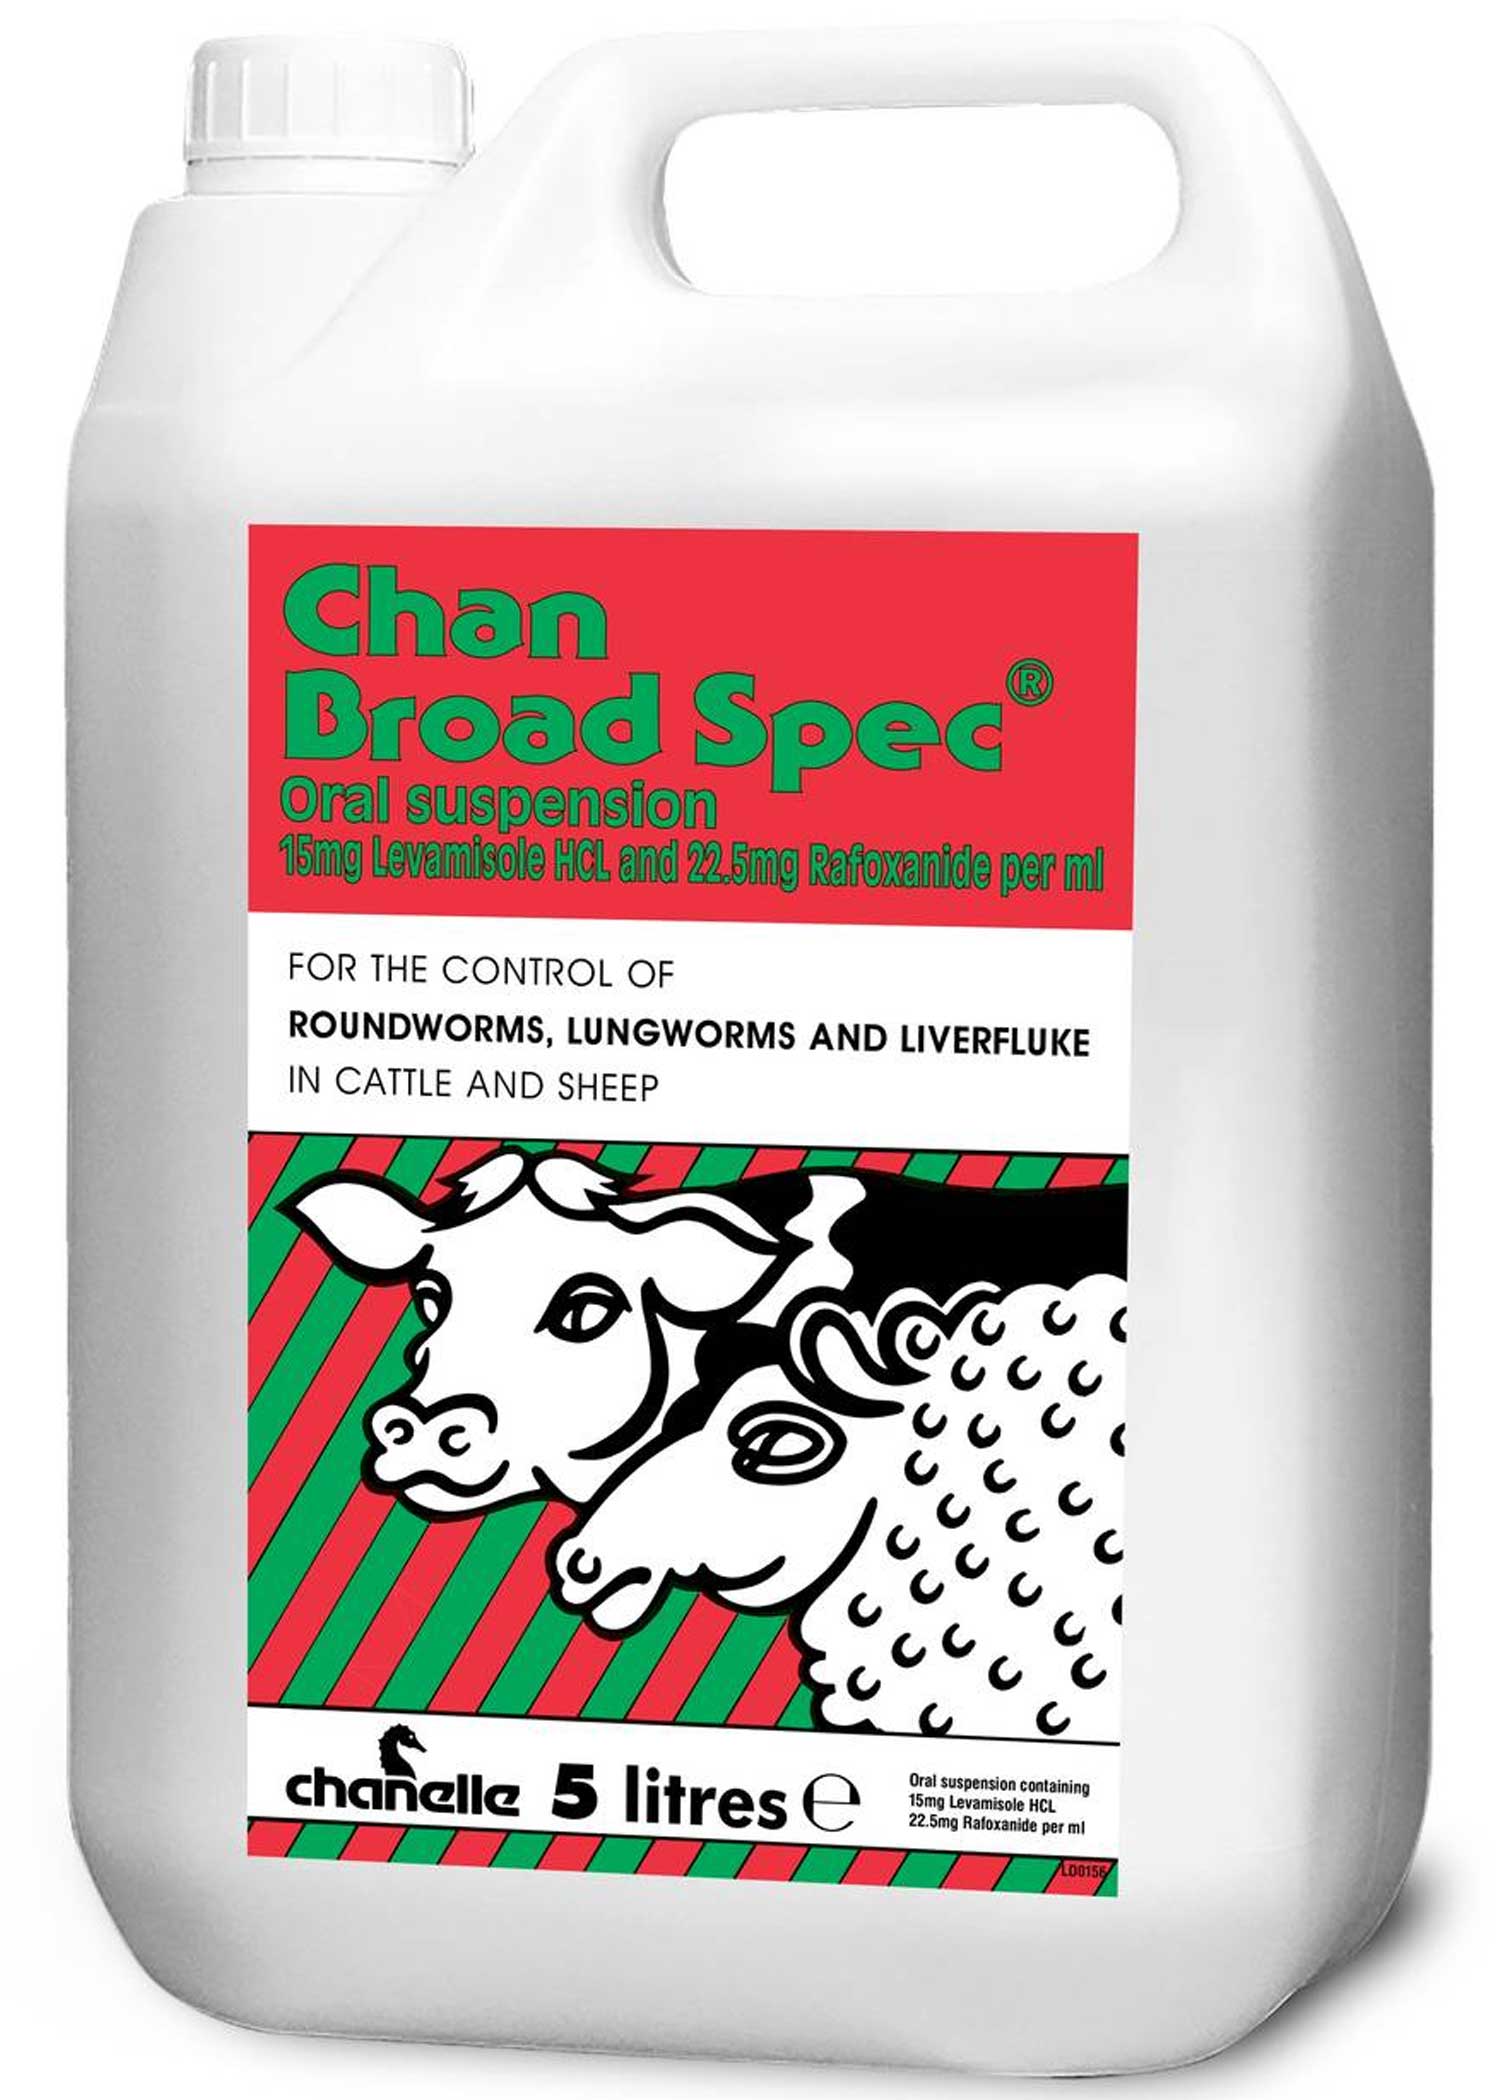 Chan
Broad Spec®
Oral suspension
15mg Levamisole HCL and 22.5mg Rafoxanide per ml
FOR THE CONTROL OF
ROUNDWORMS, LUNGWORMS AND LIVERFLUKE
IN CATTLE AND SHEEP
chanelle 5 litres ℮
Oral suspension containing
15mg Levamisole HCL
22.5mg Rafoxanide per ml
LD0156